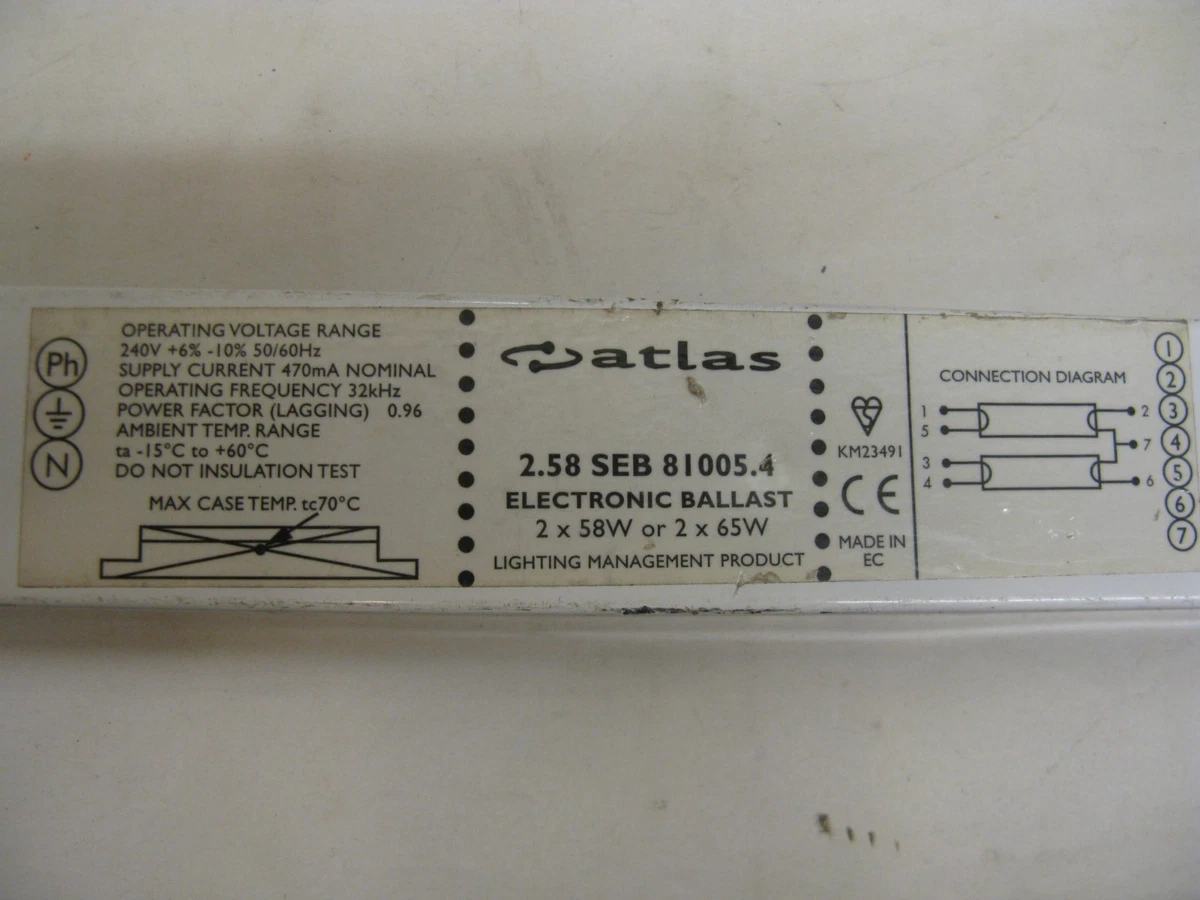 Ph
N
OPERATING VOLTAGE RANGE
240V +6% -10% 50/60Hz
SUPPLY CURRENT 470mA NOMINAL
OPERATING FREQUENCY 32kHz
POWER FACTOR (LAGGING) 0.96
AMBIENT TEMP. RANGE
ta -15°C to +60°C
DO NOT INSULATION TEST
MAX CASE TEMP. tc70°C
atlas
2.58 SEB 81005.4
ELECTRONIC BALLAST
2 x 58W or 2 x 65W
LIGHTING MANAGEMENT PRODUCT
KM23491
CE
MADE IN
EC
CONNECTION DIAGRAM
1 2
5
7
3
4 6
1
2
3
4
5
6
7